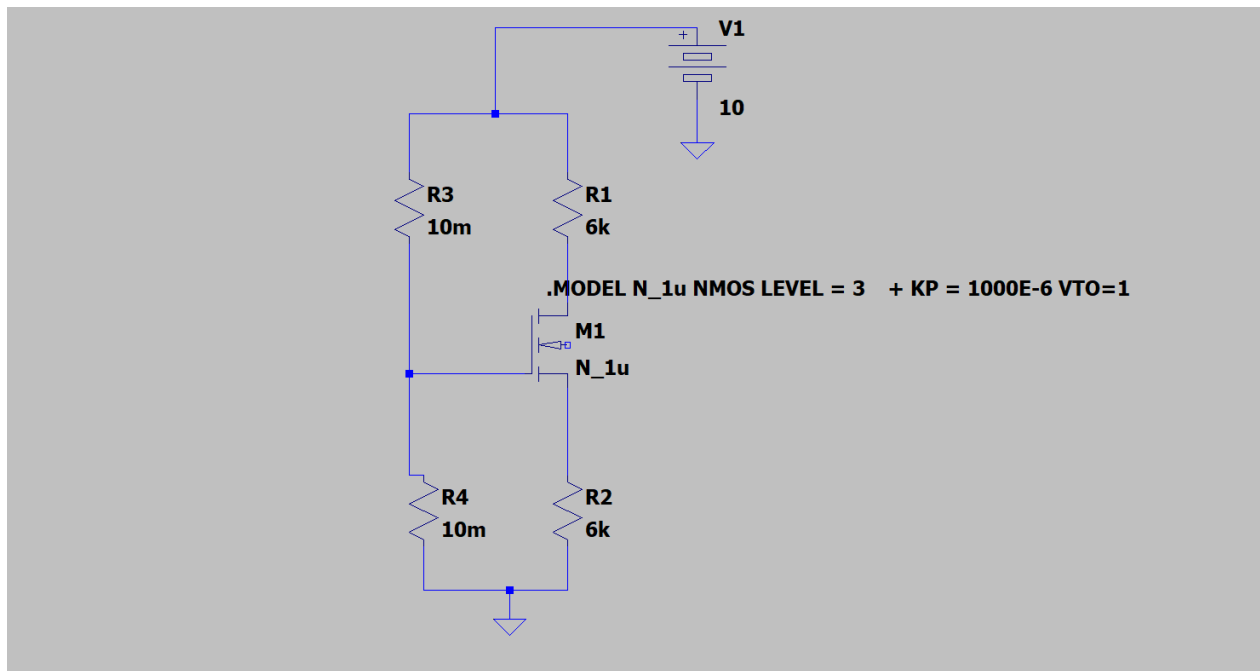 +
V1
10
R3
10m
R1
6k
.MODEL N_1u NMOS LEVEL = 3 + KP = 1000E-6 VTO=1
M1
N_1u
R4
10m
R2
6k